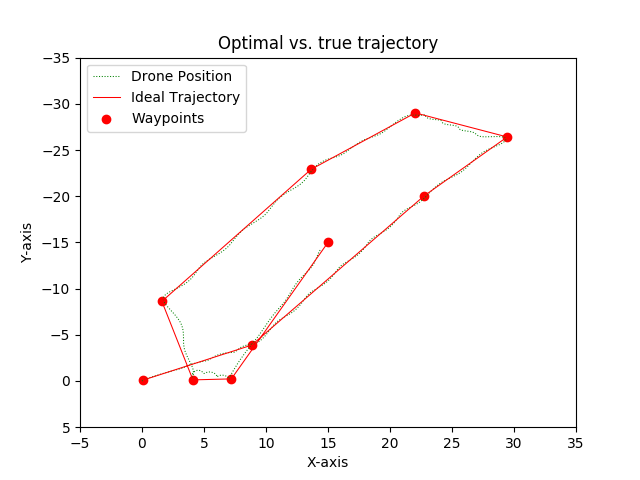 Optimal vs. true trajectory
Drone Position
Ideal Trajectory
Waypoints
Y-axis
−35
−30
−25
−20
−15
−10
−5
0
5
−5 0 5 10 15 20 25 30 35
X-axis